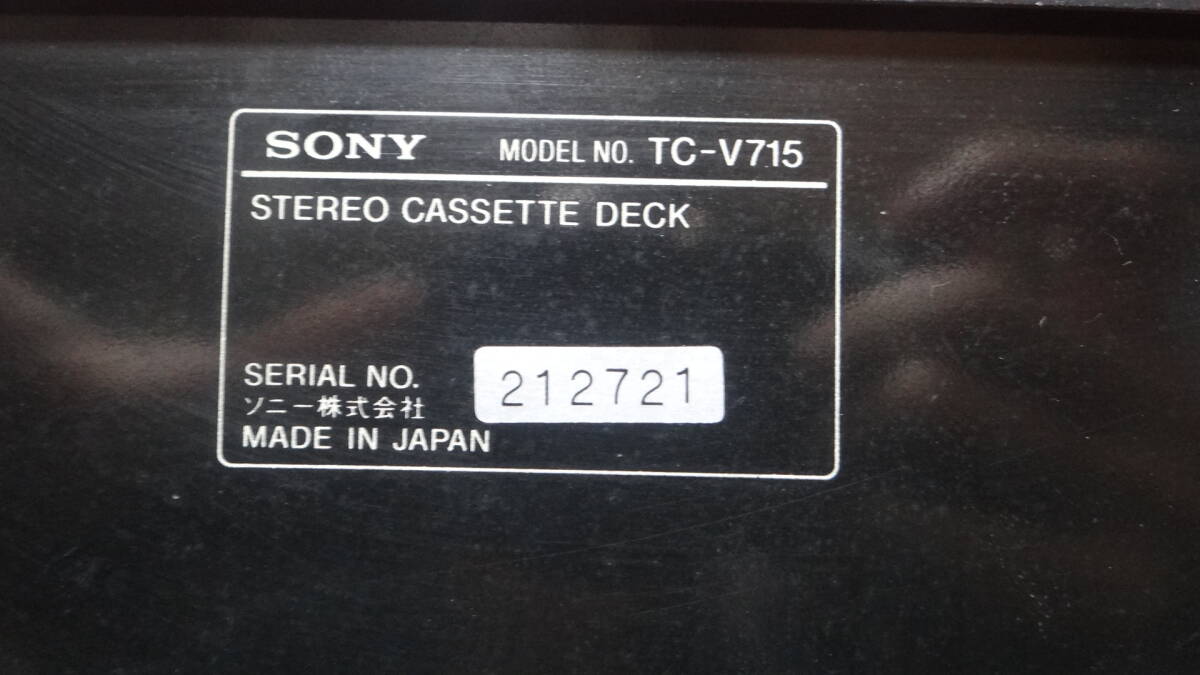 SONY MODEL NO. TC-V715
STEREO CASSETTE DECK
SERIAL NO. 212721
ソニー株式会社
MADE IN JAPAN